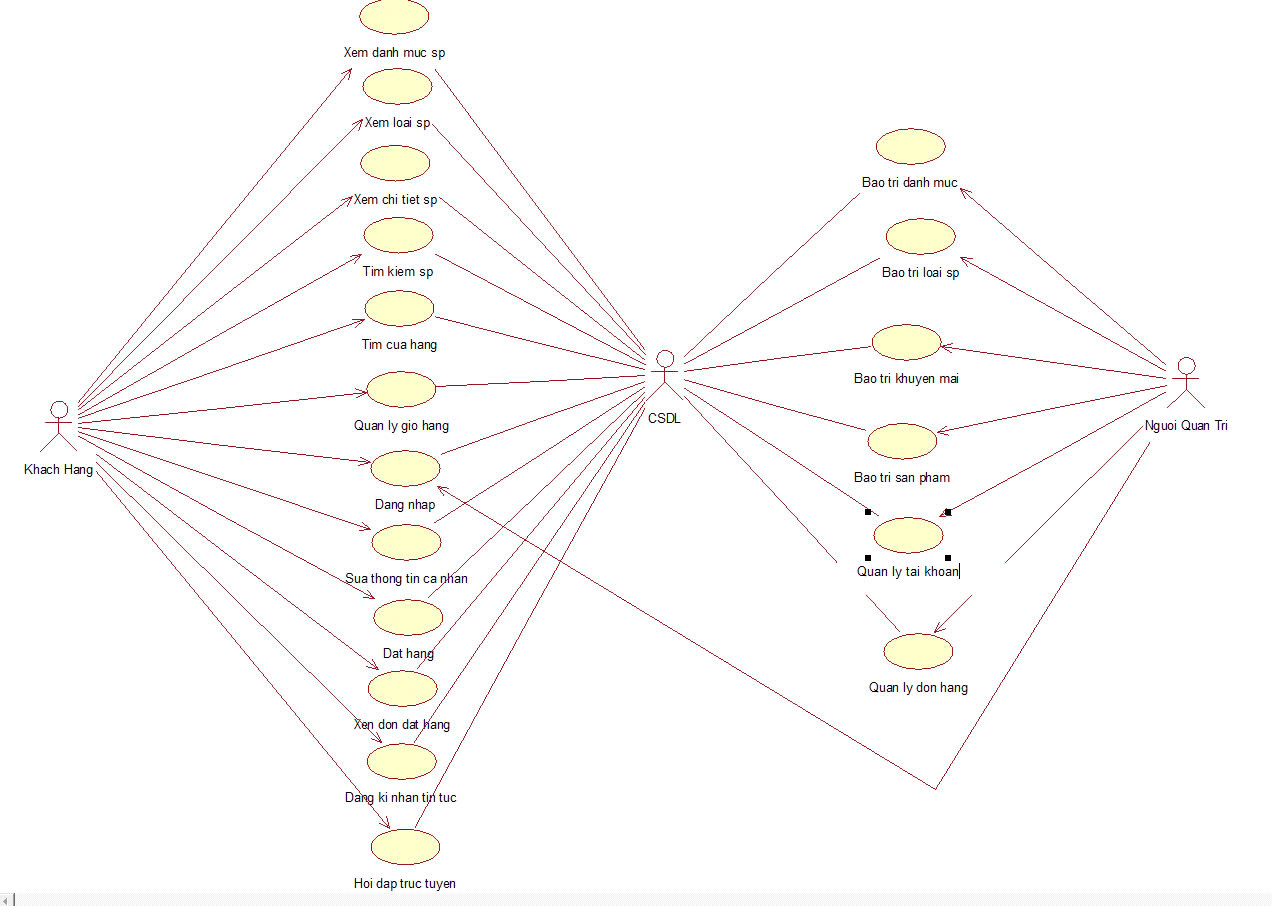 Xem danh muc sp
Xem loai sp
Xem chi tiet sp
Tim kiem sp
Tim cua hang
Quan ly gio hang
Dang nhap
Sua thong tin ca nhan
Dat hang
Xen don dat hang
Dang ki nhan tin tuc
Hoi dap truc tuyen
Khach Hang
CSDL
Bao tri danh muc
Bao tri loai sp
Bao tri khuyen mai
Bao tri san pham
Quan ly tai khoan
Quan ly don hang
Nguoi Quan Tri